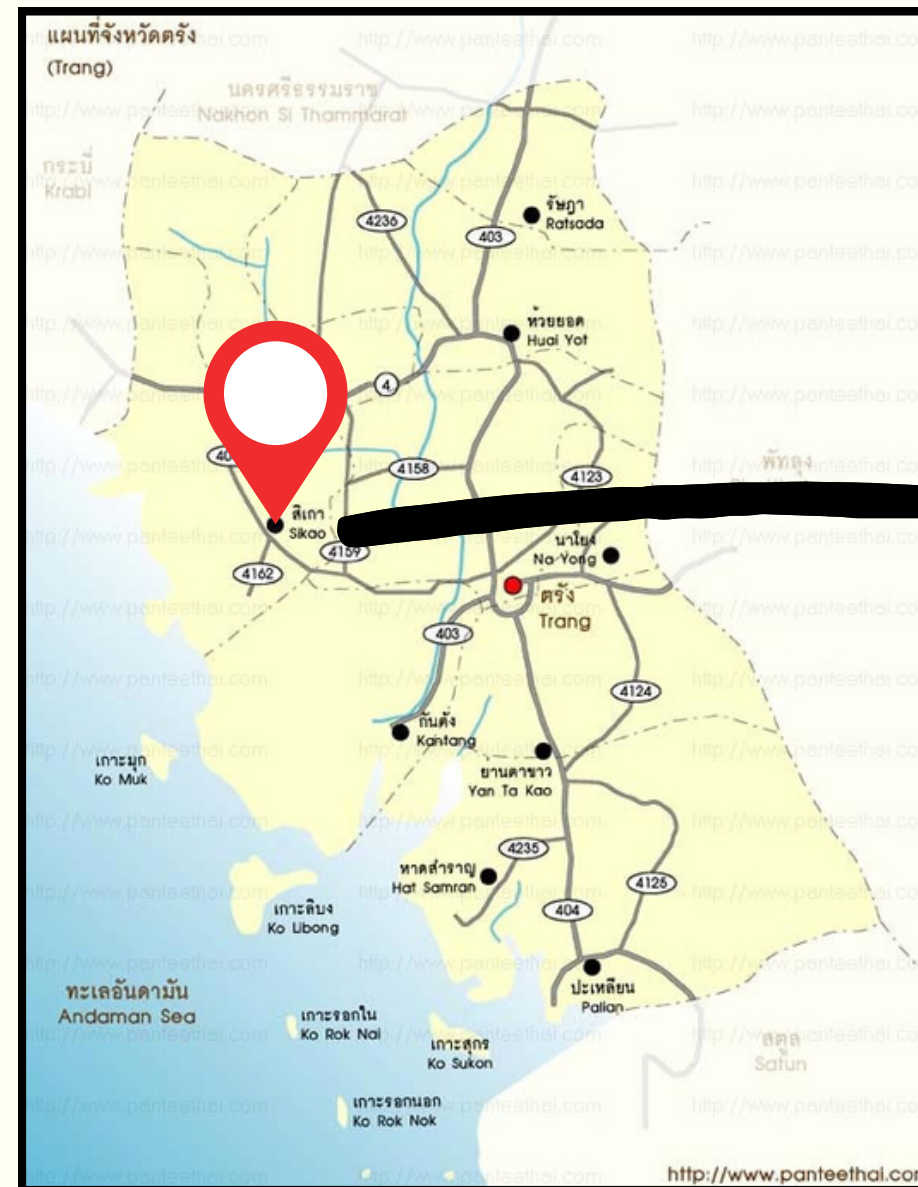 แผนที่จังหวัดตรัง
(Trang)
นครศรีธรรมราช
Nakhon Si Thammarat
กระบี่
Krabi
4236
403
รัษฎา
Ratsada
ห้วยยอด
Huai Yot
4
4158
4123
พัทลุง
สิเกา
Sikao
4159
4162
นาโยง
Na Yong
ตรัง
Trang
403
4124
กันตัง
Kantang
เกาะมุก
Ko Muk
ยานตาขาว
Yan Ta Kao
4235
หาดสำราญ
Hat Samran
4125
404
เกาะลิบง
Ko Libong
ปะเหลียน
Palian
ทะเลอันดามัน
Andaman Sea
เกาะรอกใน
Ko Rok Nai
เกาะสุกร
Ko Sukon
สตูล
Satun
เกาะรอกนอก
Ko Rok Nok
http://www.panteethai.co